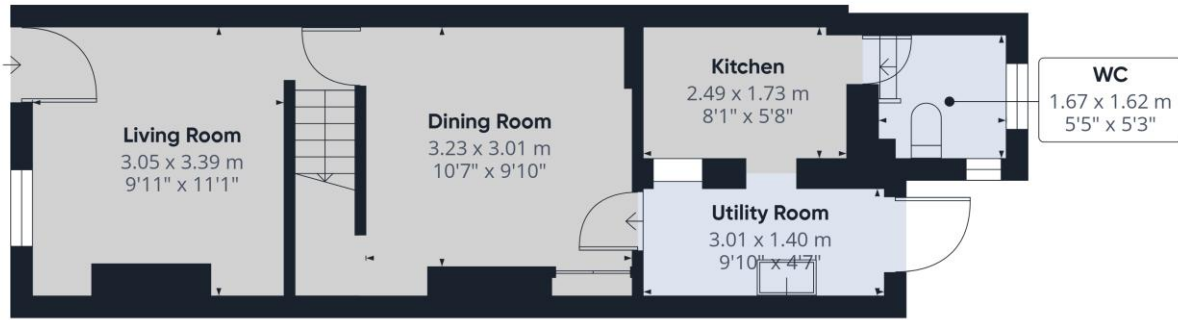 Living Room
3.05 x 3.39 m
9'11" x 11'1"
Dining Room
3.23 x 3.01 m
10'7" x 9'10"
Kitchen
2.49 x 1.73 m
8'1" x 5'8"
WC
1.67 x 1.62 m
5'5" x 5'3"
Utility Room
3.01 x 1.40 m
9'10" x 4'7"